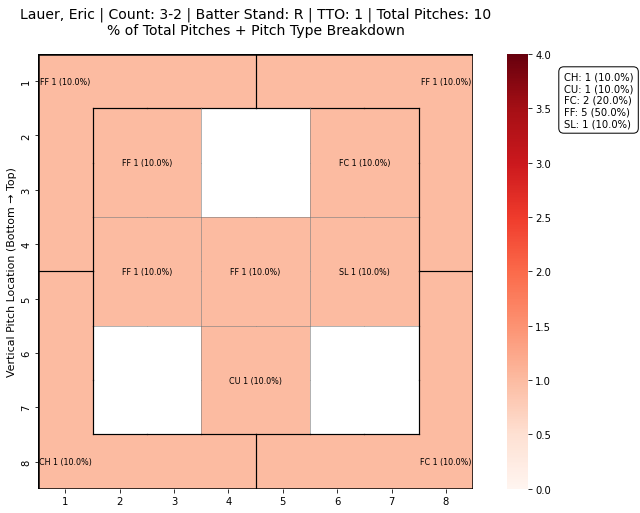 Lauer, Eric | Count: 3-2 | Batter Stand: R | TTO: 1 | Total Pitches: 10
% of Total Pitches + Pitch Type Breakdown
FF 1 (10.0%)
FF 1 (10.0%)
FF 1 (10.0%)
FC 1 (10.0%)
FF 1 (10.0%)
FF 1 (10.0%)
SL 1 (10.0%)
CU 1 (10.0%)
CH 1 (10.0%)
FC 1 (10.0%)
Vertical Pitch Location (Bottom → Top)
1
2
3
4
5
6
7
8
1
2
3
4
5
6
7
8
4.0
3.5
3.0
2.5
2.0
1.5
1.0
0.5
0.0
CH: 1 (10.0%)
CU: 1 (10.0%)
FC: 2 (20.0%)
FF: 5 (50.0%)
SL: 1 (10.0%)